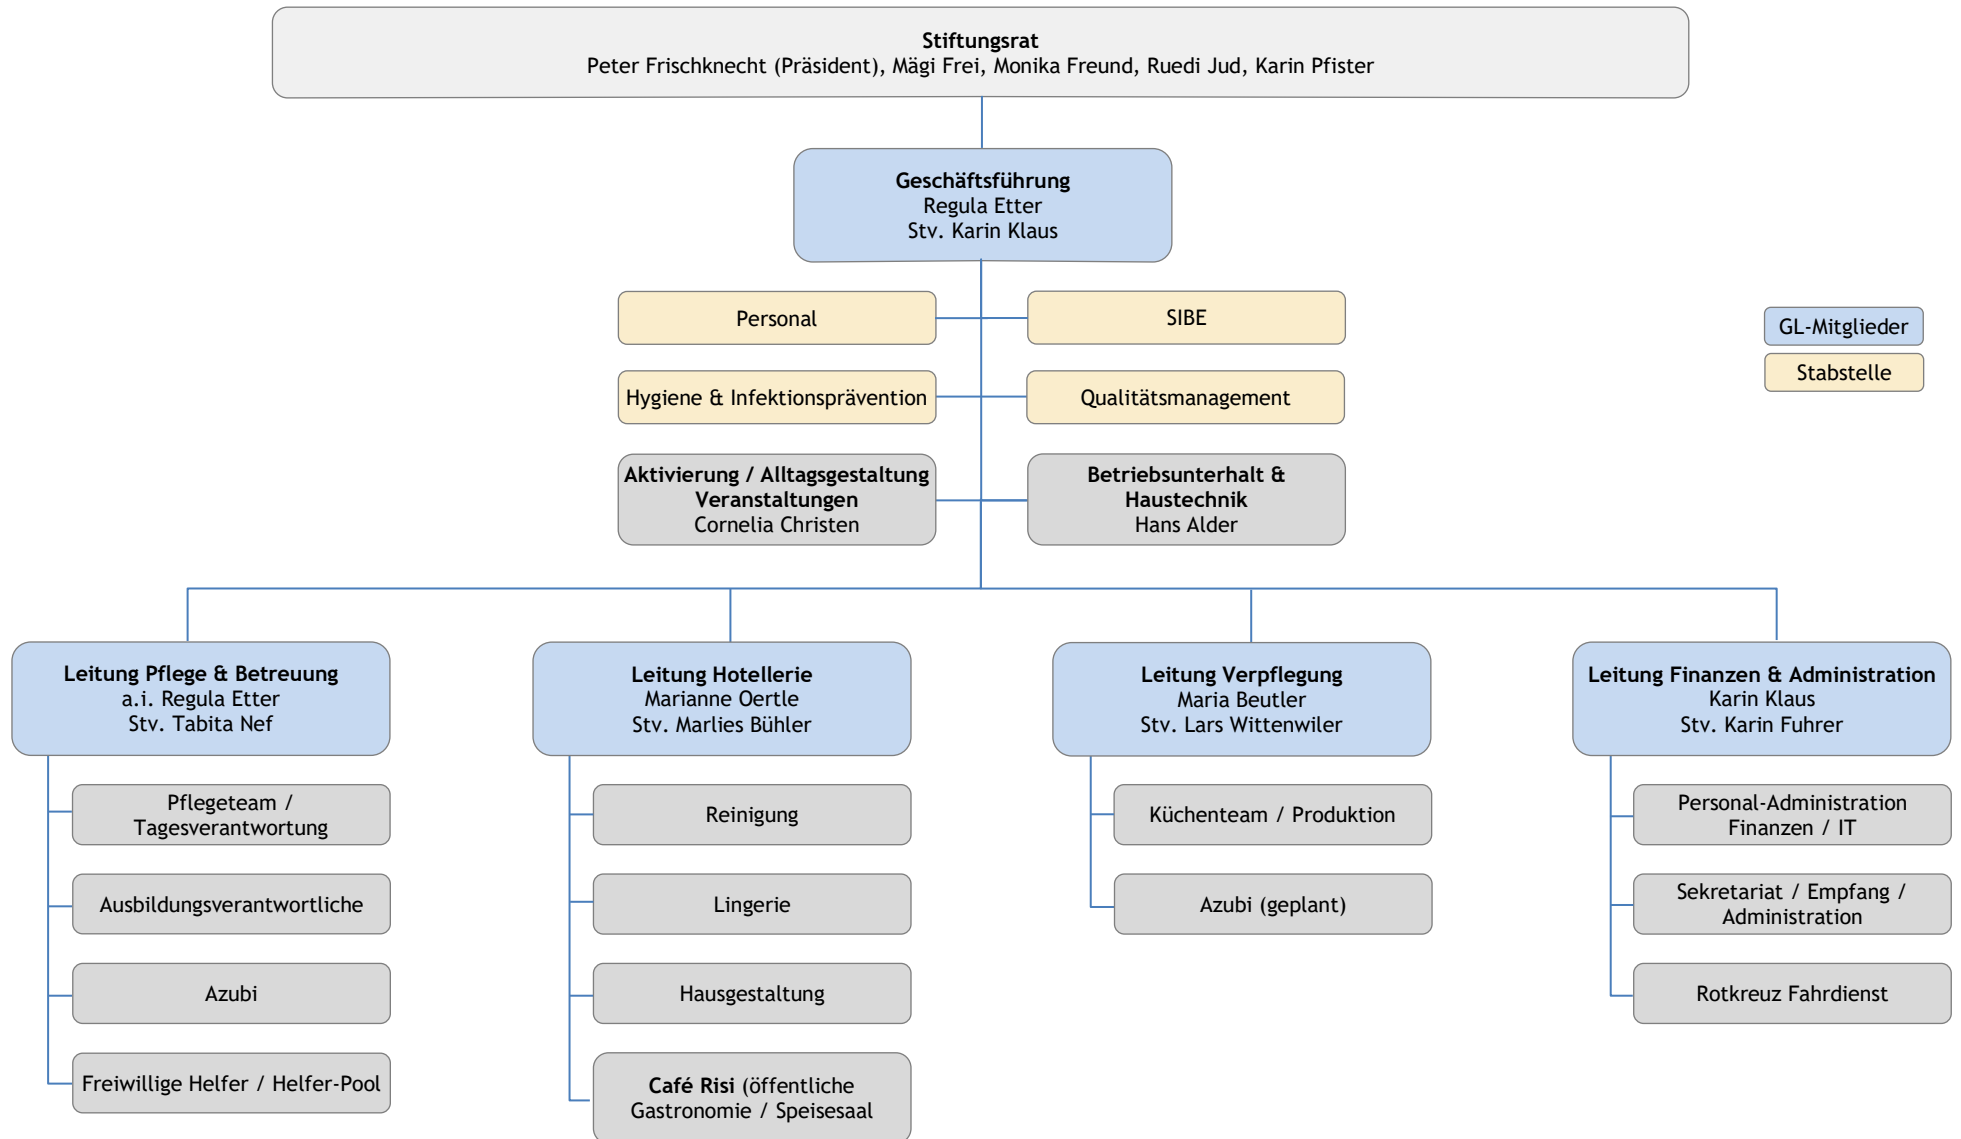 Stiftungsrat
Peter Frischknecht (Präsident), Mägi Frei, Monika Freund, Ruedi Jud, Karin Pfister
Geschäftsführung
Regula Etter
Stv. Karin Klaus
Personal
SIBE
GL-Mitglieder
Stabstelle
Hygiene & Infektionsprävention
Qualitätsmanagement
Aktivierung / Alltagsgestaltung
Veranstaltungen
Cornelia Christen
Betriebsunterhalt &
Haustechnik
Hans Alder
Leitung Pflege & Betreuung
a.i. Regula Etter
Stv. Tabita Nef
Leitung Hotellerie
Marianne Oertle
Stv. Marlies Bühler
Leitung Verpflegung
Maria Beutler
Stv. Lars Wittenwiler
Leitung Finanzen & Administration
Karin Klaus
Stv. Karin Fuhrer
Pflegeteam /
Tagesverantwortung
Ausbildungsverantwortliche
Azubi
Freiwillige Helfer / Helfer-Pool
Reinigung
Lingerie
Hausgestaltung
Café Risi (öffentliche
Gastronomie / Speisesaal
Küchenteam / Produktion
Azubi (geplant)
Personal-Administration
Finanzen / IT
Sekretariat / Empfang /
Administration
Rotkreuz Fahrdienst